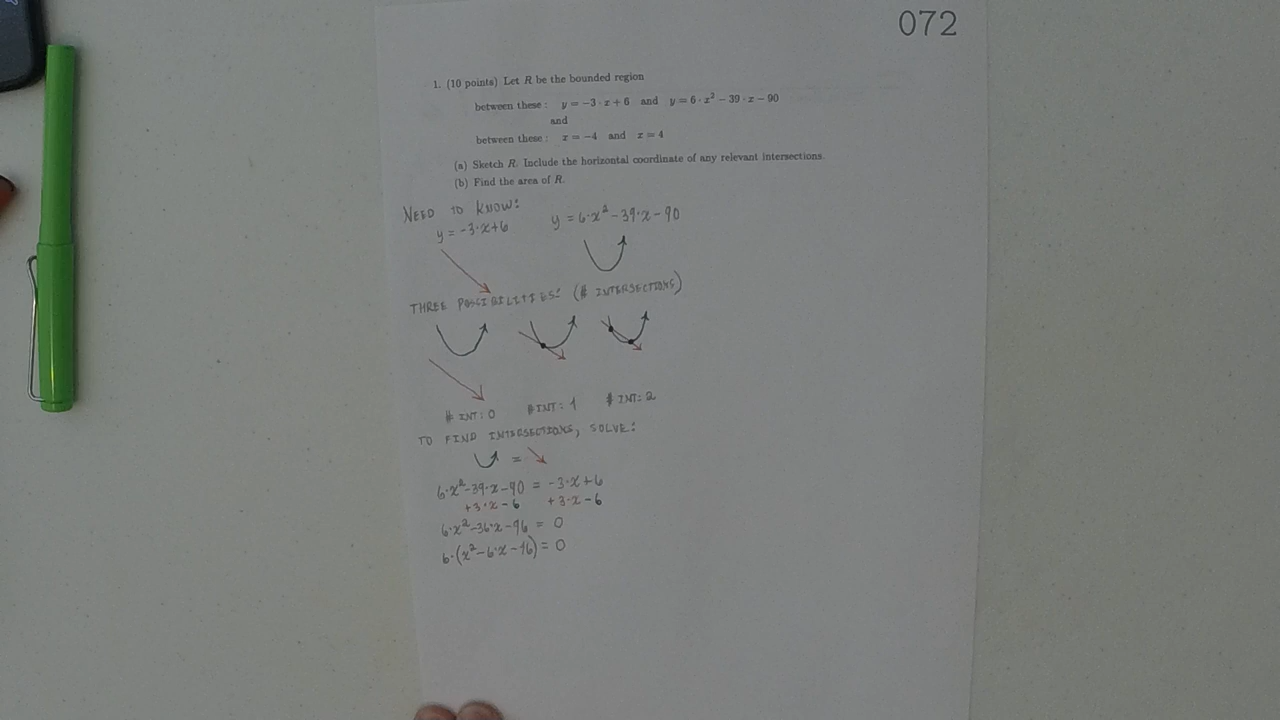 072
1. (10 points) Let R be the bounded region
between these : y = −3 · x + 6 and y = 6 · x² − 39 · x − 90
and
between these : x = −4 and x = 4
(a) Sketch R. Include the horizontal coordinate of any relevant intersections.
(b) Find the area of R.
NEED TO KNOW:
y = -3·x+6 y = 6·x²-39·x-90
THREE POSSIBILITIES: (# INTERSECTIONS)
# INT: 0 # INT: 1 # INT: 2
TO FIND INTERSECTIONS, SOLVE:
=
6·x²-39·x-90 = -3·x+6
+3·x-6 +3·x-6
6·x²-36·x-96 = 0
6·(x²-6·x-16) = 0